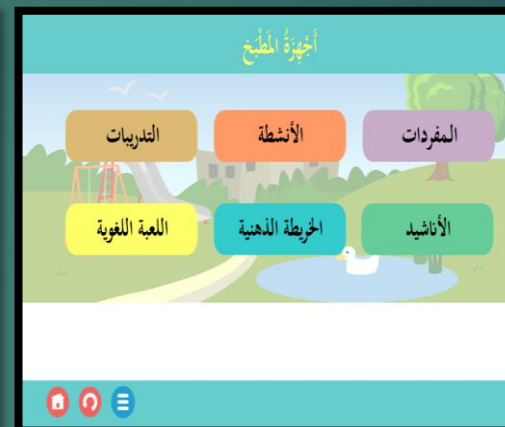 أَجْهِزَةُ المَطْبَخ
المفردات
الأنشطة
التدريبات
الأناشيد
الخريطة الذهنية
اللعبة اللغوية